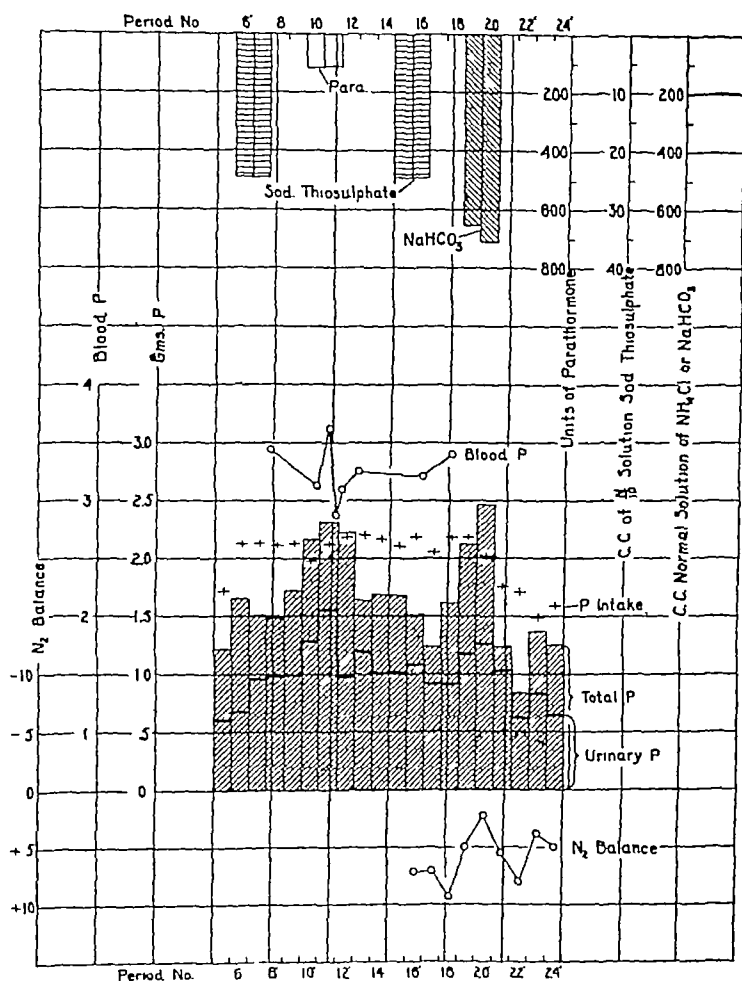 Period No 6 8 10 12 14 16 18 20 22 24
Para.
200 10 200
Sod. Thiosulphate
400 20 400
NaHCO3
600 30 600
800 40 800
Blood P
Gms. P
Units of Parathormone
C.C. of N/10 Solution Sod Thiosulphate
C.C. Normal Solution of NH4Cl or NaHCO3
4
3 3.0
Blood P
3 2.5
2.0
N2 Balance
P Intake
2 1.5
-10 1.0
Total P
-5 1 .5
Urinary P
0 0 0
N2 Balance
+5
+10
Period No. 6 8 10 12 14 16 18 20 22 24